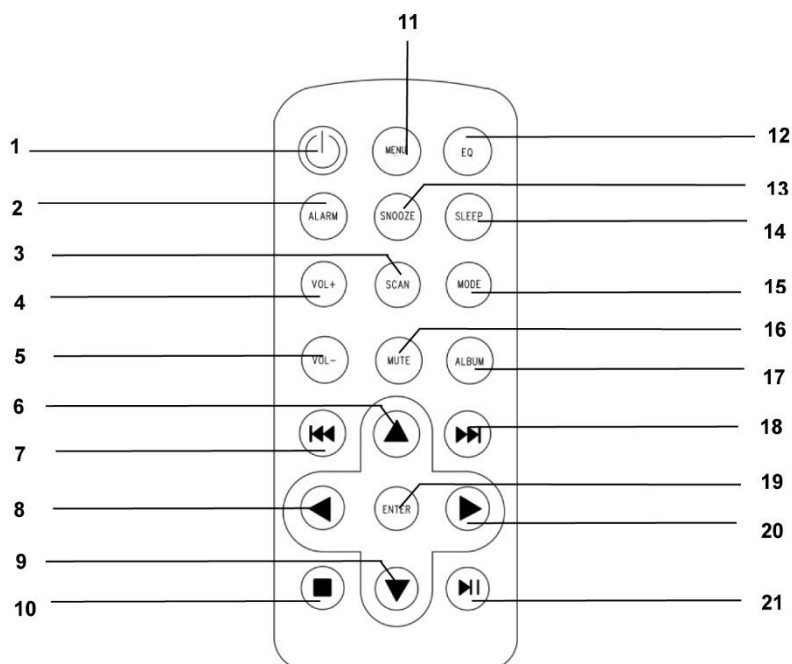 11
1 MENU EQ 12
2 ALARM SNOOZE SLEEP 13
14
3
4 VOL+ SCAN MODE 15
16
5 VOL- MUTE ALBUM
17
6
18
7
19
8 ENTER
20
9
10 21